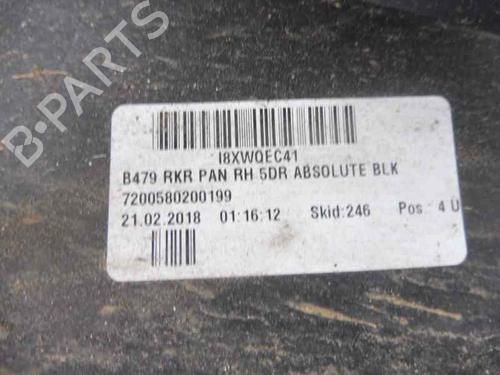 I8XWQEC41
B479 RKR PAN RH 5DR ABSOLUTE BLK
7200580200199
21.02.2018 01:16:12 Skid:246 Pos.: 4 U
B-PARTS